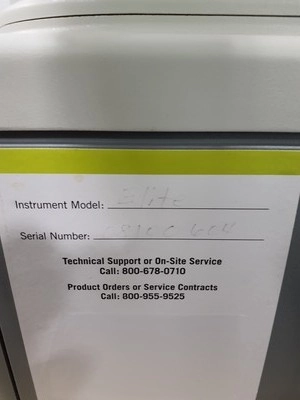 Instrument Model: Elite
Serial Number:
Technical Support or On-Site Service
Call: 800-678-0710
Product Orders or Service Contracts
Call: 800-955-9525